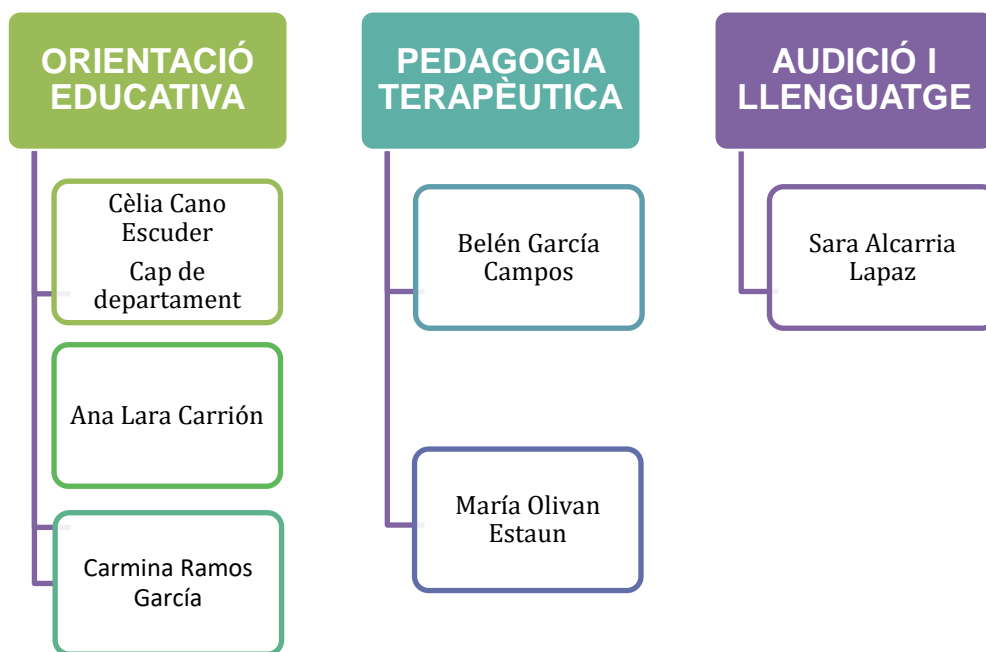 ORIENTACIÓ
EDUCATIVA
Cèlia Cano
Escuder
Cap de
departament
Ana Lara Carrión
Carmina Ramos
García
PEDAGOGIA
TERAPÈUTICA
Belén García
Campos
María Olivan
Estaun
AUDICIÓ I
LLENGUATGE
Sara Alcarria
Lapaz